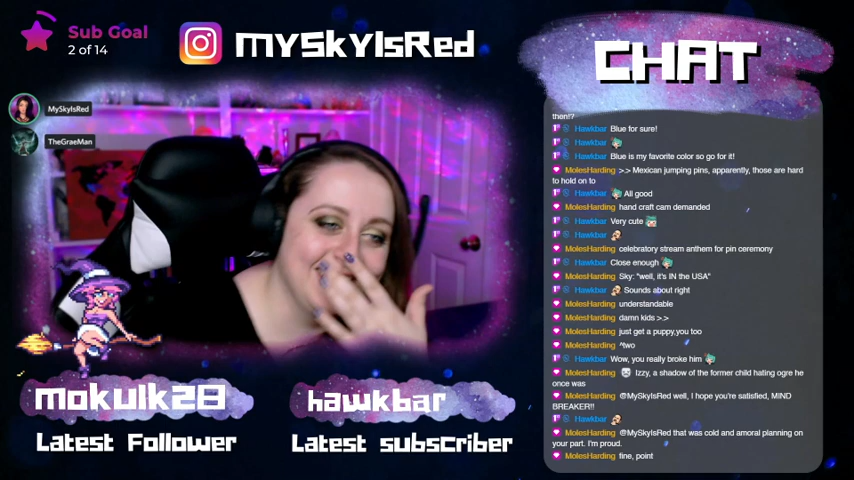 Sub Goal
2 of 14
MYSkYIsRed
CHAT
MySkyIsRed
TheGraeMan
then!?
Hawkbar Blue for sure!
Hawkbar
Hawkbar Blue is my favorite color so go for it!
MolesHarding >.> Mexican jumping pins, apparently, those are hard
to hold on to
Hawkbar All good
MolesHarding hand craft cam demanded
Hawkbar Very cute
Hawkbar
MolesHarding celebratory stream anthem for pin ceremony
Hawkbar Close enough
MolesHarding Sky: "well, it's IN the USA"
Hawkbar Sounds about right
MolesHarding understandable
MolesHarding damn kids >.>
MolesHarding just get a puppy,you too
MolesHarding ^two
Hawkbar Wow, you really broke him
MolesHarding Izzy, a shadow of the former child hating ogre he
once was
MolesHarding @MySkyIsRed well, I hope you're satisfied, MIND
BREAKER!!
Hawkbar
MolesHarding @MySkyIsRed that was cold and amoral planning on
your part. I'm proud.
MolesHarding fine, point
mokulk28
Latest Follower
hawkbar
Latest subscriber